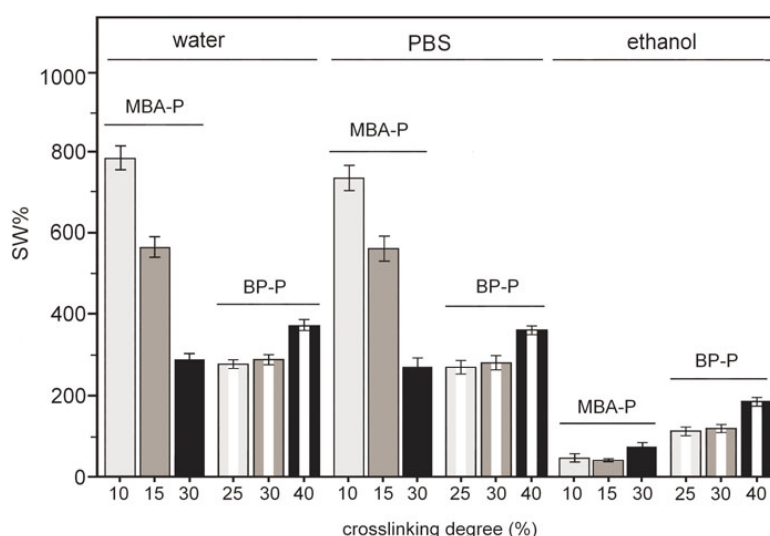 water PBS ethanol
1000
MBA-P
MBA-P
800
SW%
600
BP-P BP-P
400
BP-P
200
MBA-P
0
10 15 30 25 30 40 10 15 30 25 30 40 10 15 30 25 30 40
crosslinking degree (%)